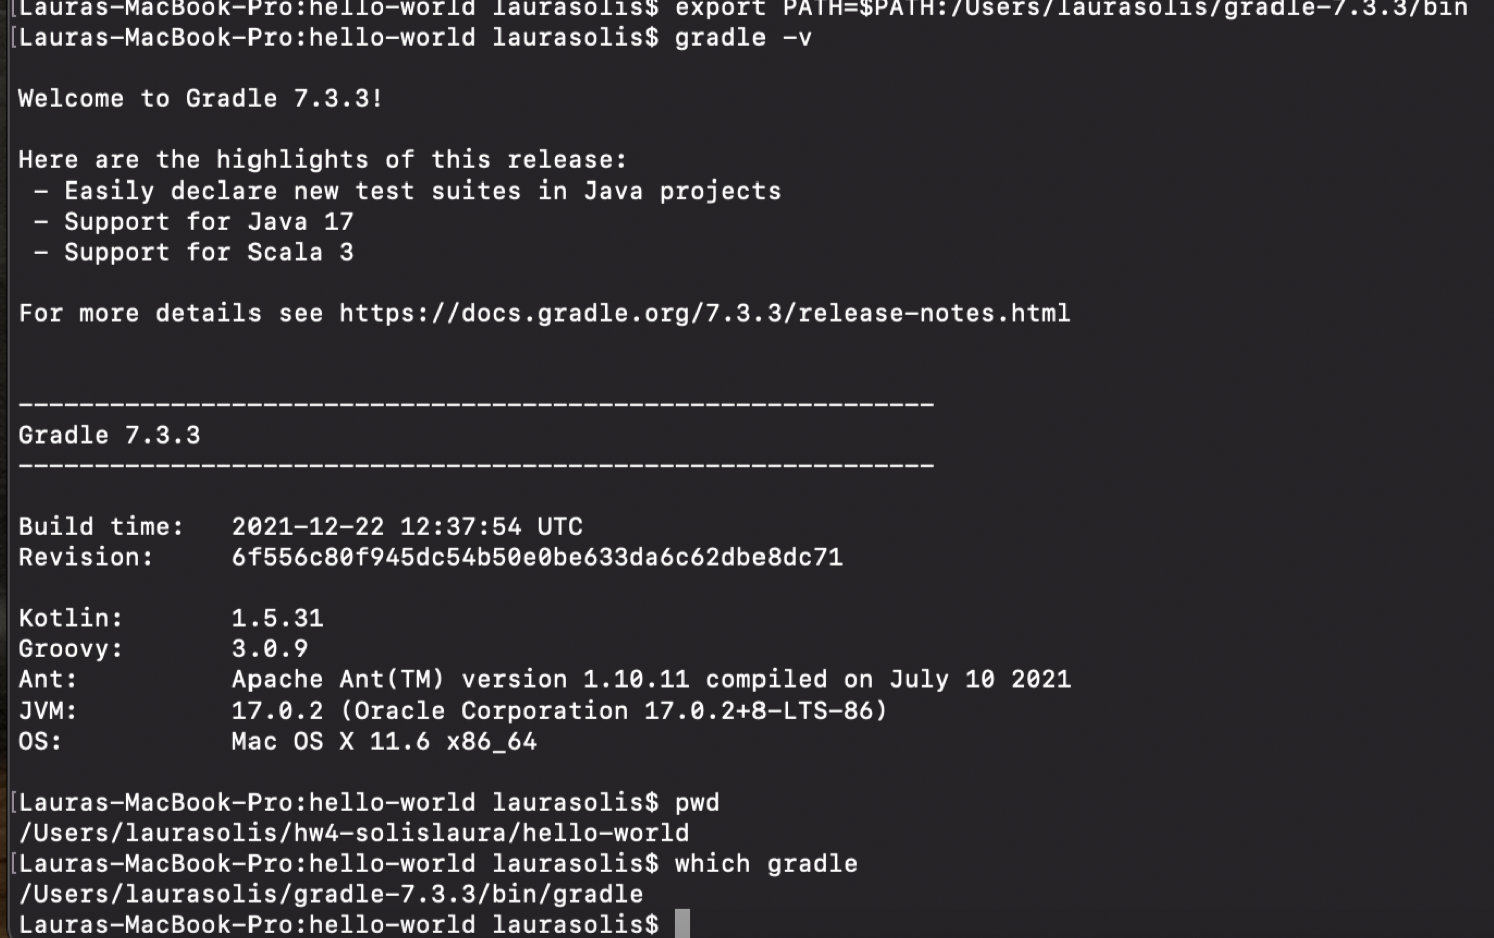 Lauras-MacBook-Pro:hello-world laurasolis$ export PATH=$PATH:/Users/laurasolis/gradle-7.3.3/bin
[Lauras-MacBook-Pro:hello-world laurasolis$ gradle -v
Welcome to Gradle 7.3.3!
Here are the highlights of this release:
 - Easily declare new test suites in Java projects
 - Support for Java 17
 - Support for Scala 3
For more details see https://docs.gradle.org/7.3.3/release-notes.html
------------------------------------------------------------
Gradle 7.3.3
------------------------------------------------------------
Build time:   2021-12-22 12:37:54 UTC
Revision:     6f556c80f945dc54b50e0be633da6c62dbe8dc71
Kotlin:       1.5.31
Groovy:       3.0.9
Ant:          Apache Ant(TM) version 1.10.11 compiled on July 10 2021
JVM:          17.0.2 (Oracle Corporation 17.0.2+8-LTS-86)
OS:           Mac OS X 11.6 x86_64
[Lauras-MacBook-Pro:hello-world laurasolis$ pwd
/Users/laurasolis/hw4-solislaura/hello-world
[Lauras-MacBook-Pro:hello-world laurasolis$ which gradle
/Users/laurasolis/gradle-7.3.3/bin/gradle
Lauras-MacBook-Pro:hello-world laurasolis$